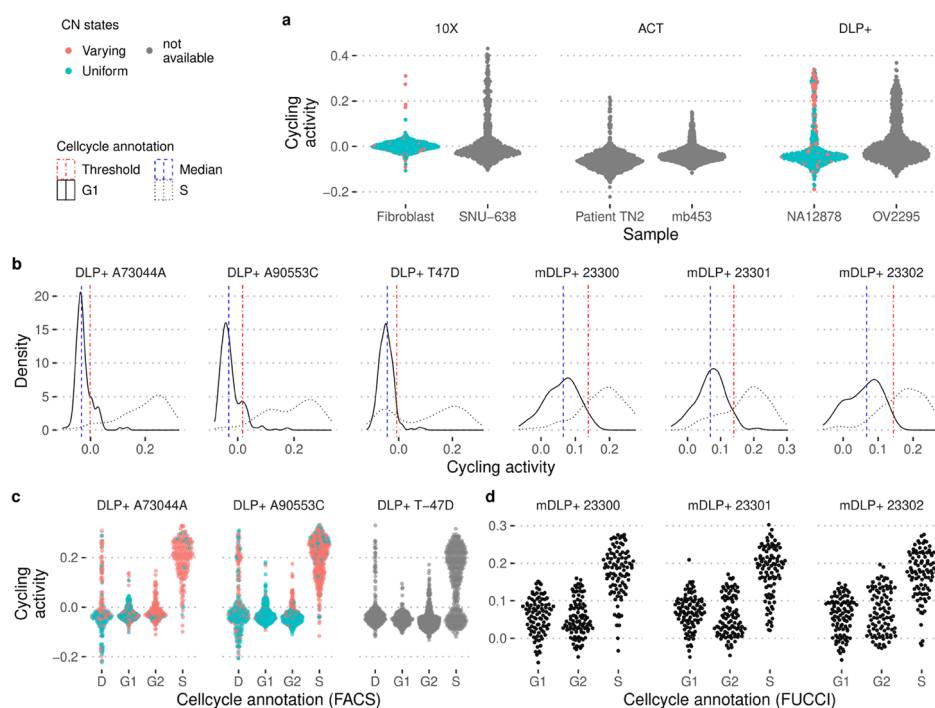 CN states
Varying
Uniform
not available
Cellcycle annotation
Threshold
Median
G1
S
a
10X
ACT
DLP+
Cycling activity
0.4
0.2
0.0
−0.2
Fibroblast
SNU−638
Patient TN2
mb453
NA12878
OV2295
Sample
b
DLP+ A73044A
DLP+ A90553C
DLP+ T47D
mDLP+ 23300
mDLP+ 23301
mDLP+ 23302
Density
20
15
10
5
0
0.0 0.2
0.0 0.2
0.0 0.2
0.0 0.1 0.2
0.0 0.1 0.2 0.3
0.0 0.1 0.2
Cycling activity
c
DLP+ A73044A
DLP+ A90553C
DLP+ T−47D
Cycling activity
0.2
0.0
−0.2
D G1 G2 S
D G1 G2 S
D G1 G2 S
Cellcycle annotation (FACS)
d
mDLP+ 23300
mDLP+ 23301
mDLP+ 23302
0.3
0.2
0.1
0.0
G1 G2 S
G1 G2 S
G1 G2 S
Cellcycle annotation (FUCCI)